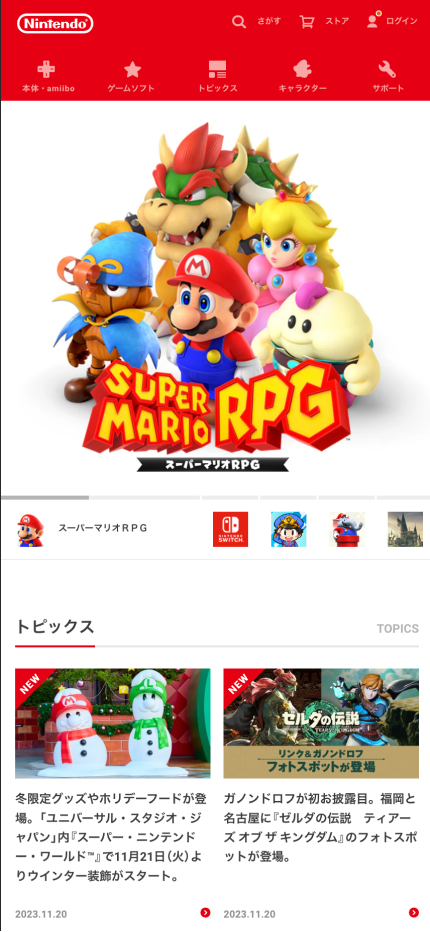 Nintendo
さがす
ストア
ログイン
本体・amiibo
ゲームソフト
トピックス
キャラクター
サポート
M
SUPER
MARIO RPG
™
スーパーマリオRPG
スーパーマリオRPG
NINTENDO
SWITCH
トピックス
TOPICS
NEW
M
L
冬限定グッズやホリデーフードが登
場。「ユニバーサル・スタジオ・ジ
ャパン」内『スーパー・ニンテンド
ー・ワールド™』で11月21日（火）よ
りウインター装飾がスタート。
2023.11.20
NEW
ゼルダの伝説
TEARS OF THE KINGDOM
リンク&ガノンドロフ
フォトスポットが登場
ガノンドロフが初お披露目。福岡と
名古屋に『ゼルダの伝説　ティアー
ズ オブ ザ キングダム』のフォトスポ
ットが登場。
2023.11.20